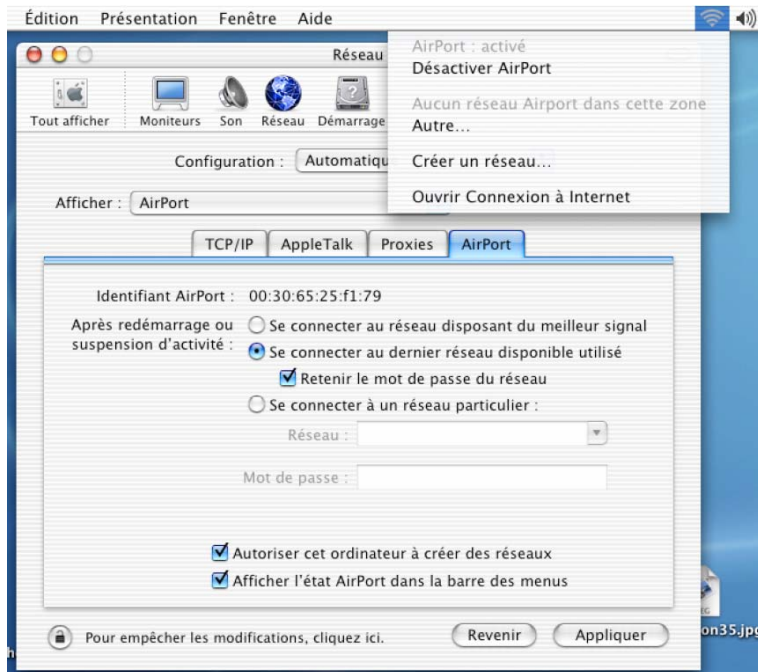 Édition Présentation Fenêtre Aide
Réseau
AirPort : activé
Désactiver AirPort
Aucun réseau Airport dans cette zone
Autre...
Créer un réseau...
Ouvrir Connexion à Internet
Tout afficher Moniteurs Son Réseau Démarrage
Configuration : Automatiqu
Afficher : AirPort
TCP/IP AppleTalk Proxies AirPort
Identifiant AirPort : 00:30:65:25:f1:79
Après redémarrage ou
suspension d'activité :
Se connecter au réseau disposant du meilleur signal
Se connecter au dernier réseau disponible utilisé
Retenir le mot de passe du réseau
Se connecter à un réseau particulier :
Réseau :
Mot de passe :
Autoriser cet ordinateur à créer des réseaux
Afficher l'état AirPort dans la barre des menus
Pour empêcher les modifications, cliquez ici.
Revenir Appliquer
on35.jpg